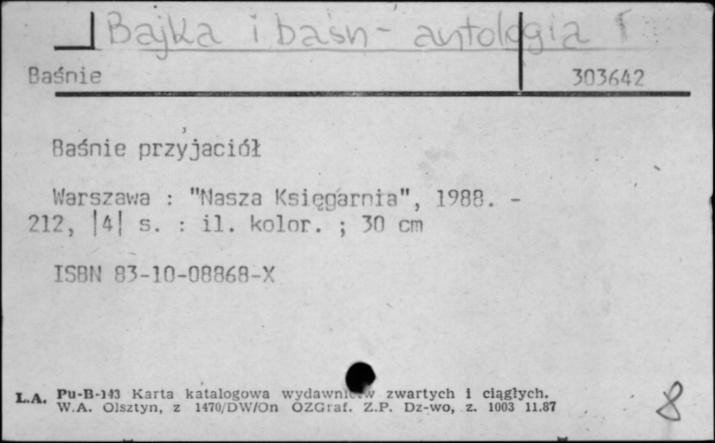 Bajka i baśn - antologia
Baśnie 303642
Baśnie przyjaciół
Warszawa : "Nasza Księgarnia", 1988. -
212, |4| s. : il. kolor. ; 30 cm
ISBN 83-10-08868-X
L.A. Pu-B-143 Karta katalogowa wydawnictw zwartych i ciągłych.
W.A. Olsztyn, z 1470/DW/On OZGraf. Z.P. Dz-wo, z. 1003 11.87
8